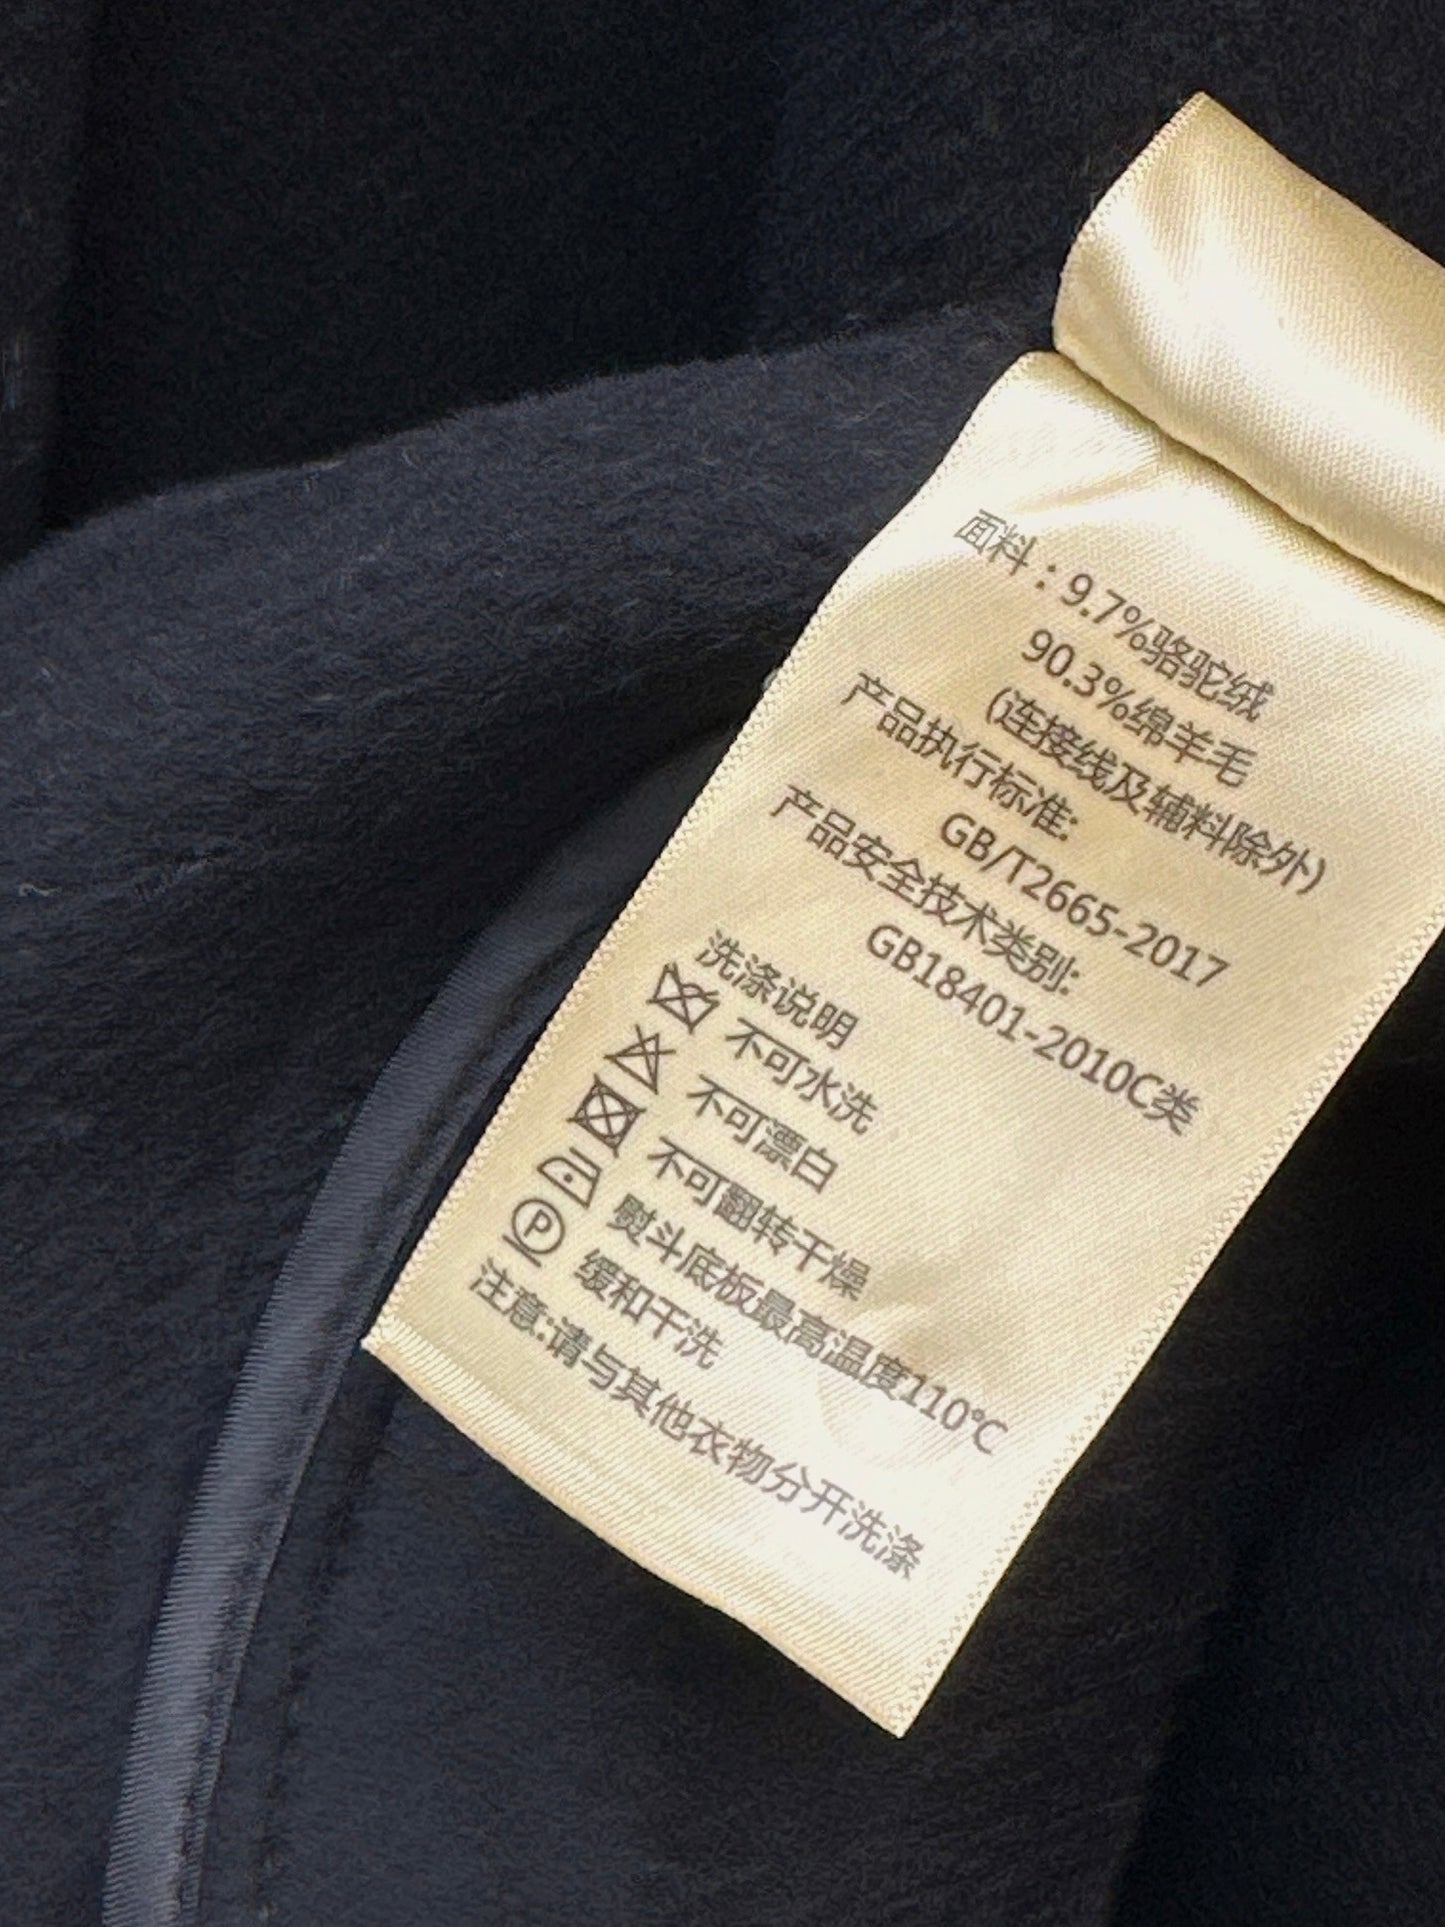 面料：9.7%骆驼绒
90.3%绵羊毛
(连接线及辅料除外)
产品执行标准:
GB/T2665-2017
产品安全技术类别:
GB18401-2010C类
洗涤说明
不可水洗
不可漂白
不可翻转干燥
熨斗底板最高温度110℃
P 缓和干洗
注意:请与其他衣物分开洗涤